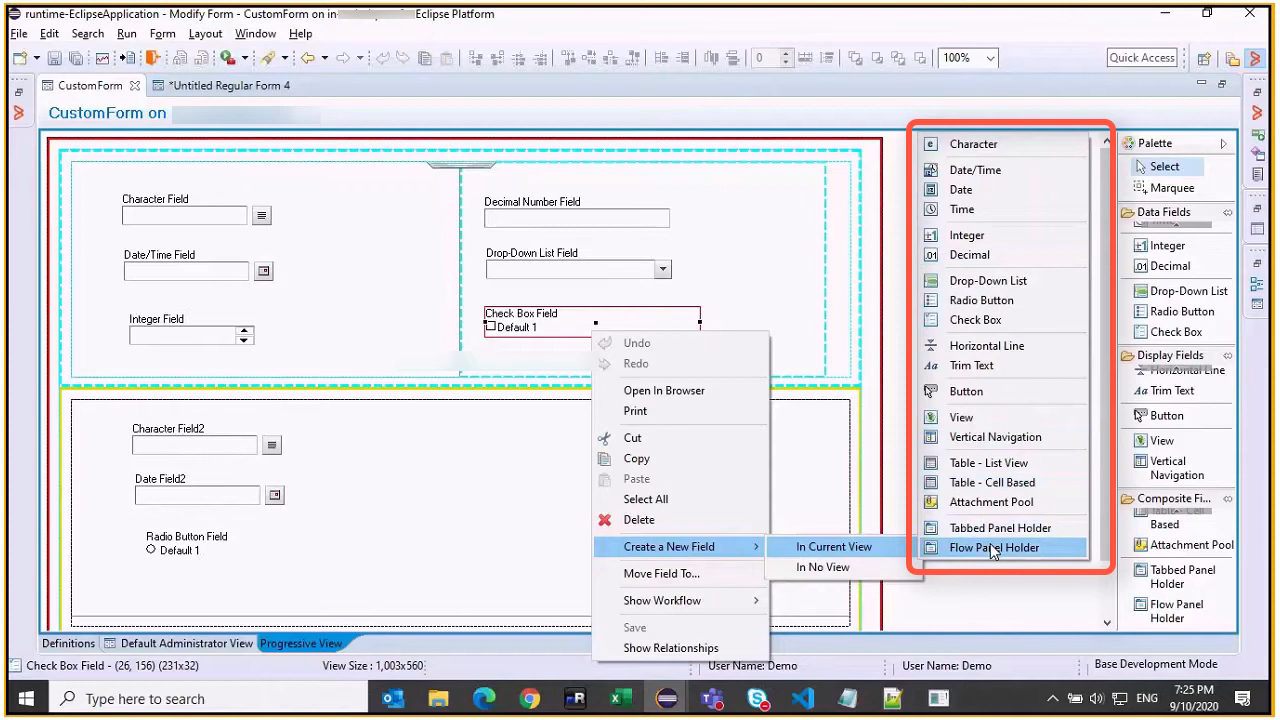 runtime-EclipseApplication - Modify Form - CustomForm on in- Eclipse Platform
File Edit Search Run Form Layout Window Help
0
100%
Quick Access
CustomForm
*Untitled Regular Form 4
CustomForm on
Character Field
Date/Time Field
Integer Field
Decimal Number Field
Drop-Down List Field
Check Box Field
Default 1
Character Field2
Date Field2
Radio Button Field
Default 1
Undo
Redo
Open In Browser
Print
Cut
Copy
Paste
Select All
Delete
Create a New Field
Move Field To...
Show Workflow
Save
Show Relationships
In Current View
In No View
Character
Date/Time
Date
Time
Integer
Decimal
Drop-Down List
Radio Button
Check Box
Horizontal Line
Trim Text
Button
View
Vertical Navigation
Table - List View
Table - Cell Based
Attachment Pool
Tabbed Panel Holder
Flow Panel Holder
Palette
Select
Marquee
Data Fields
Integer
Decimal
Drop-Down List
Radio Button
Check Box
Display Fields
Horizontal Line
Trim Text
Button
View
Vertical
Navigation
Composite Fi...
Based
Attachment Pool
Tabbed Panel
Holder
Flow Panel
Holder
Definitions Default Administrator View Progressive View
Check Box Field - (26, 156) (231x32) View Size : 1,003x560 User Name: Demo User Name: Demo Base Development Mode
Type here to search
ENG
7:25 PM
9/10/2020